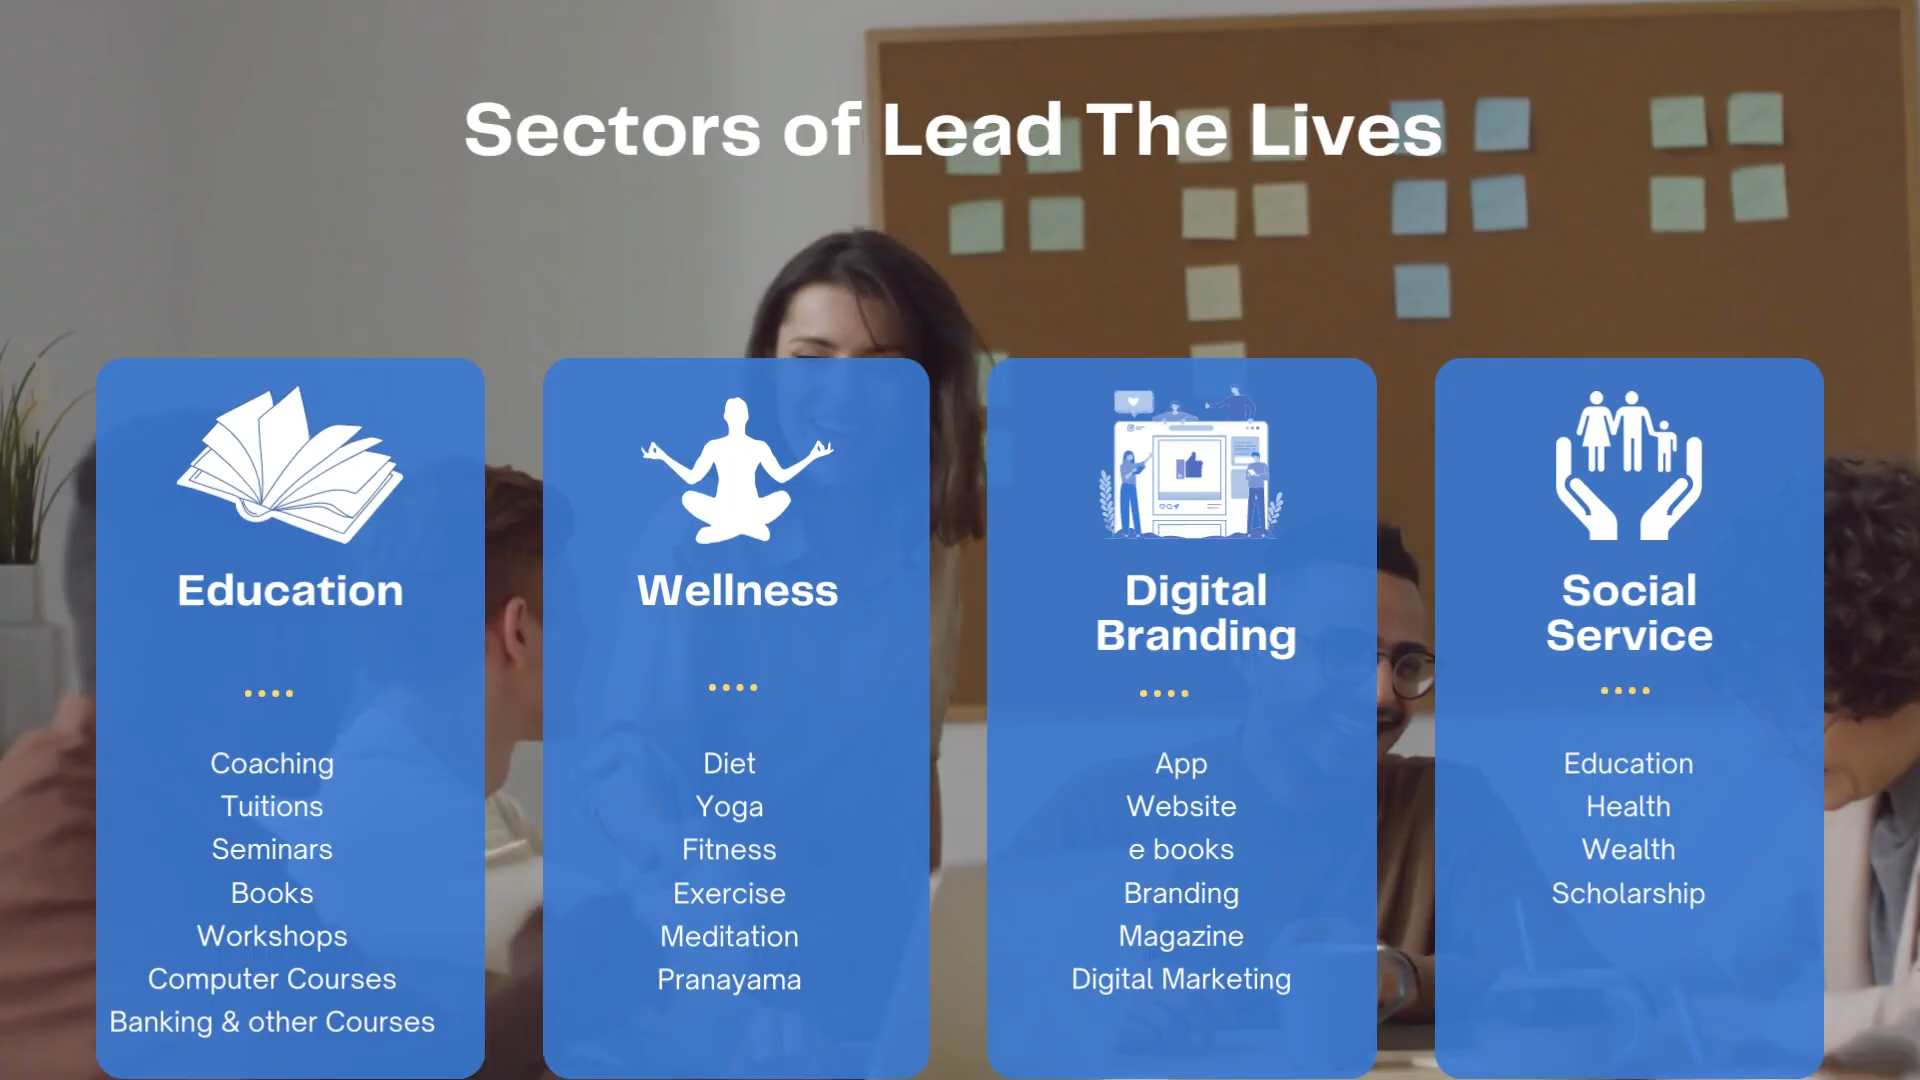 Sectors of Lead The Lives
Education
Coaching
Tuitions
Seminars
Books
Workshops
Computer Courses
Banking & other Courses
Wellness
Diet
Yoga
Fitness
Exercise
Meditation
Pranayama
Digital
Branding
App
Website
e books
Branding
Magazine
Digital Marketing
Social
Service
Education
Health
Wealth
Scholarship